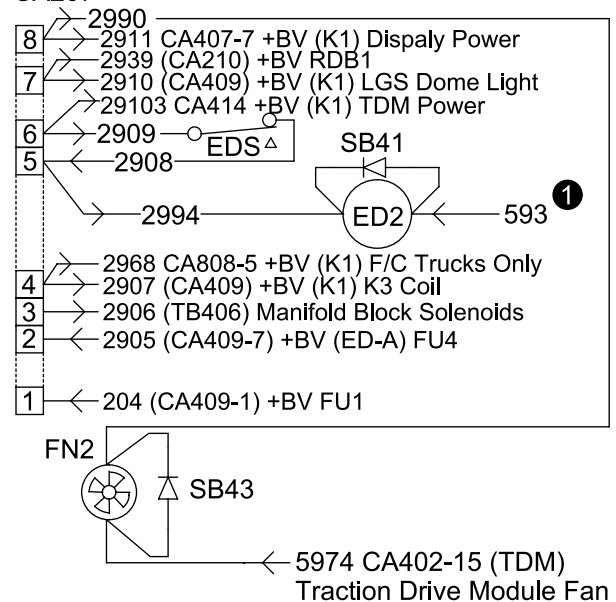 2990
8 2911 CA407-7 +BV (K1) Dispaly Power
2939 (CA210) +BV RDB1
7 2910 (CA409) +BV (K1) LGS Dome Light
29103 CA414 +BV (K1) TDM Power
6 2909
EDS △ SB41
5 2908
2994 ED2 593 1
2968 CA808-5 +BV (K1) F/C Trucks Only
4 2907 (CA409) +BV (K1) K3 Coil
3 2906 (TB406) Manifold Block Solenoids
2 2905 (CA409-7) +BV (ED-A) FU4
1 204 (CA409-1) +BV FU1
FN2
SB43
5974 CA402-15 (TDM)
Traction Drive Module Fan